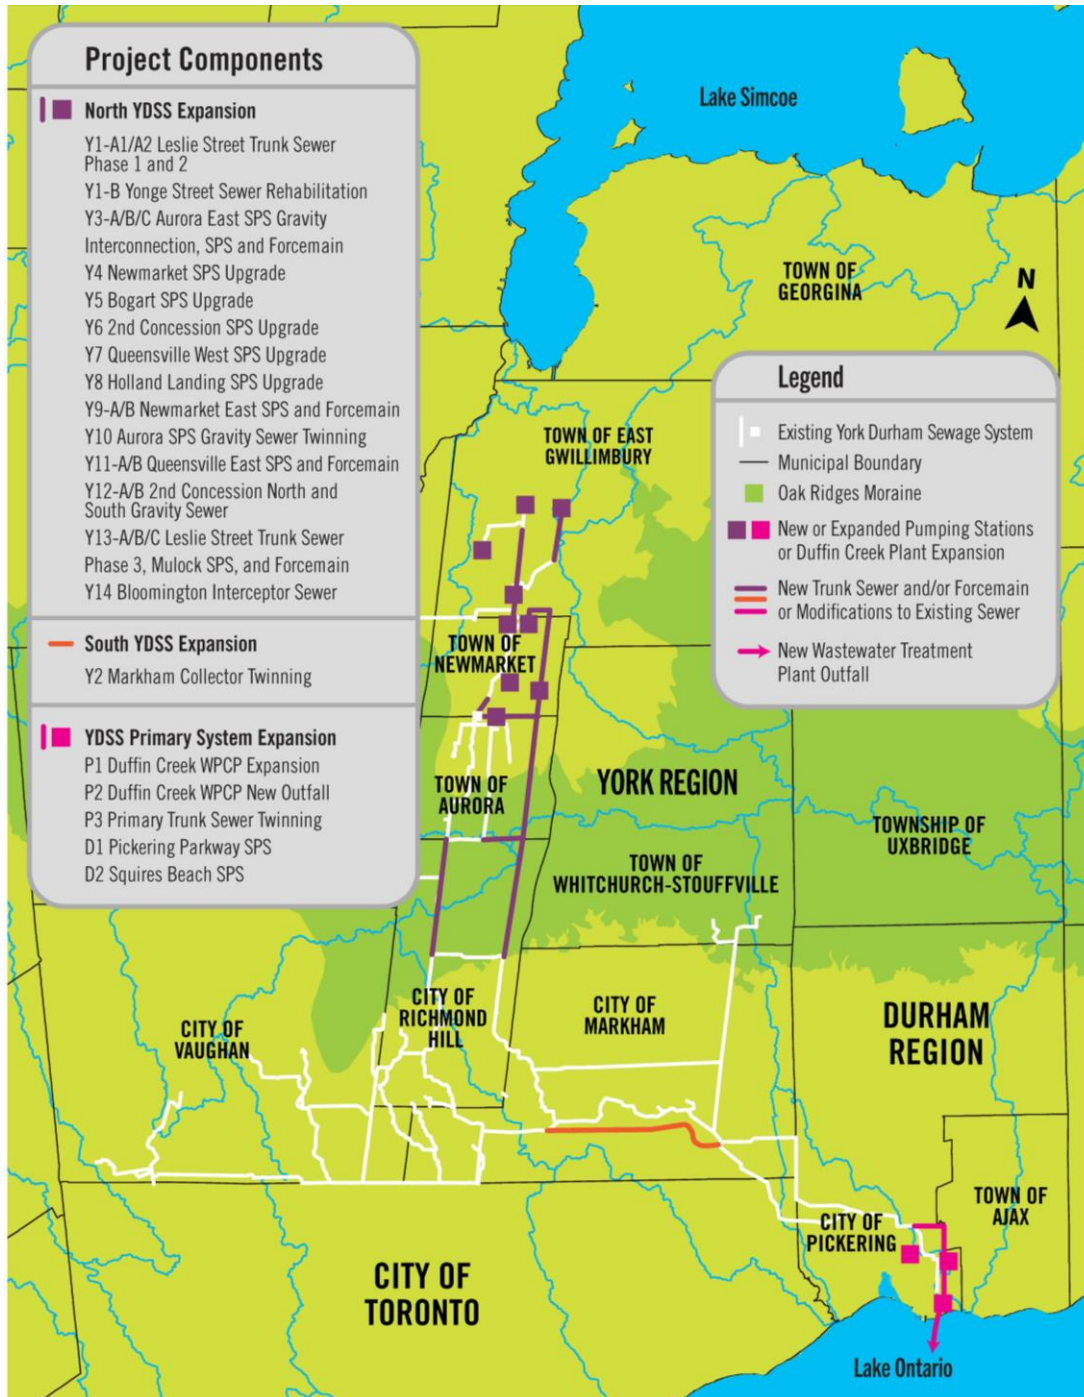 Project Components
North YDSS Expansion
Y1-A1/A2 Leslie Street Trunk Sewer
Phase 1 and 2
Y1-B Yonge Street Sewer Rehabilitation
Y3-A/B/C Aurora East SPS Gravity
Interconnection, SPS and Forcemain
Y4 Newmarket SPS Upgrade
Y5 Bogart SPS Upgrade
Y6 2nd Concession SPS Upgrade
Y7 Queensville West SPS Upgrade
Y8 Holland Landing SPS Upgrade
Y9-A/B Newmarket East SPS and Forcemain
Y10 Aurora SPS Gravity Sewer Twinning
Y11-A/B Queensville East SPS and Forcemain
Y12-A/B 2nd Concession North and
South Gravity Sewer
Y13-A/B/C Leslie Street Trunk Sewer
Phase 3, Mulock SPS, and Forcemain
Y14 Bloomington Interceptor Sewer
South YDSS Expansion
Y2 Markham Collector Twinning
YDSS Primary System Expansion
P1 Duffin Creek WPCP Expansion
P2 Duffin Creek WPCP New Outfall
P3 Primary Trunk Sewer Twinning
D1 Pickering Parkway SPS
D2 Squires Beach SPS
Lake Simcoe
TOWN OF
GEORGINA
N
Legend
Existing York Durham Sewage System
Municipal Boundary
Oak Ridges Moraine
New or Expanded Pumping Stations
or Duffin Creek Plant Expansion
New Trunk Sewer and/or Forcemain
or Modifications to Existing Sewer
New Wastewater Treatment
Plant Outfall
TOWN OF EAST
GWILLIMBURY
TOWN OF
NEWMARKET
TOWN OF
AURORA
YORK REGION
TOWN OF
WHITCHURCH-STOUFFVILLE
TOWNSHIP OF
UXBRIDGE
CITY OF
VAUGHAN
CITY OF
RICHMOND
HILL
CITY OF
MARKHAM
DURHAM
REGION
CITY OF
TORONTO
CITY OF
PICKERING
TOWN OF
AJAX
Lake Ontario